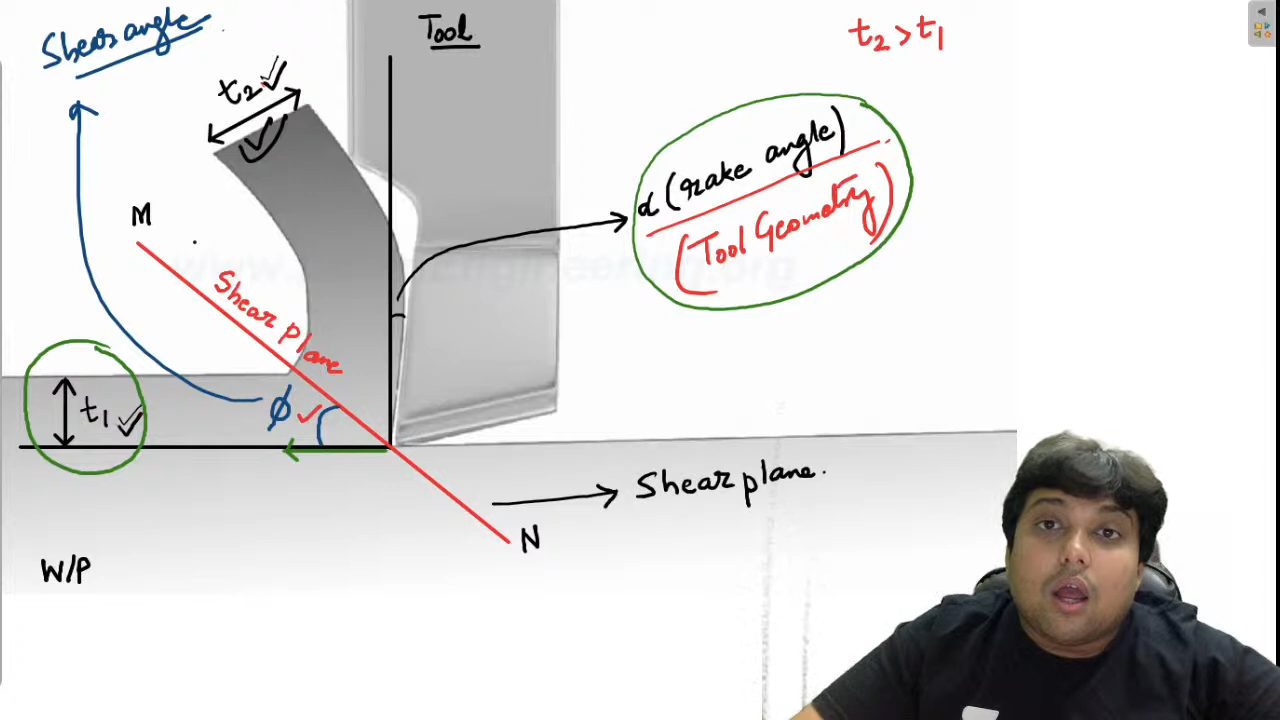 Shear angle
Tool
t₂ > t₁
t₂
α (rake angle)
(Tool Geometry)
M
Shear plane
t₁
ϕ
Shear plane.
N
W/P